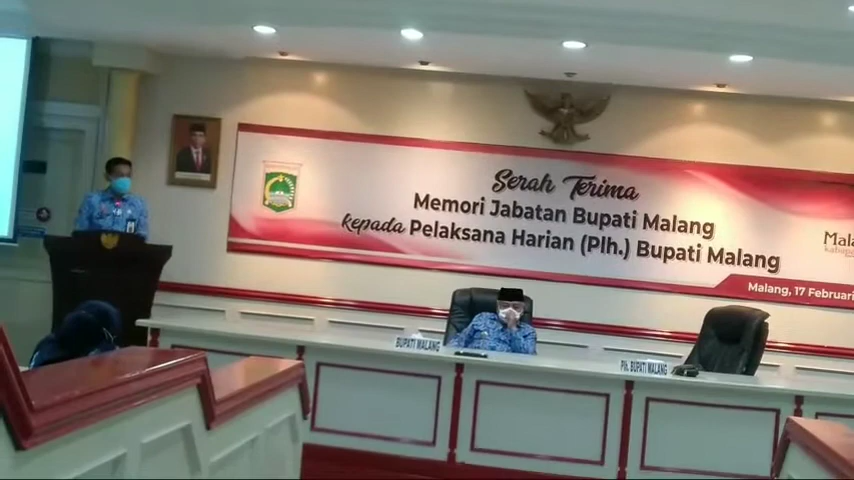 Serah Terima
Memori Jabatan Bupati Malang
kepada Pelaksana Harian (Plh.) Bupati Malang
Malang, 17 Februari
BUPATI MALANG
Plh. BUPATI MALANG